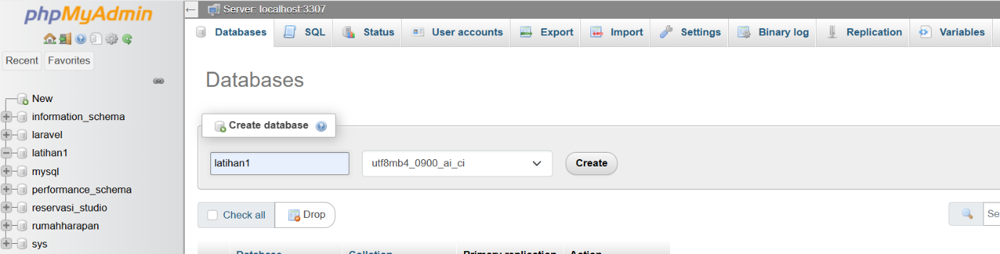 phpMyAdmin
Recent Favorites
New
information_schema
laravel
latihan1
mysql
performance_schema
reservasi_studio
rumahharapan
sys
Server: localhost:3307
Databases SQL Status User accounts Export Import Settings Binary log Replication Variables
Databases
Create database
latihan1 utf8mb4_0900_ai_ci Create
Check all Drop Se
Database Collation Primary replication Action